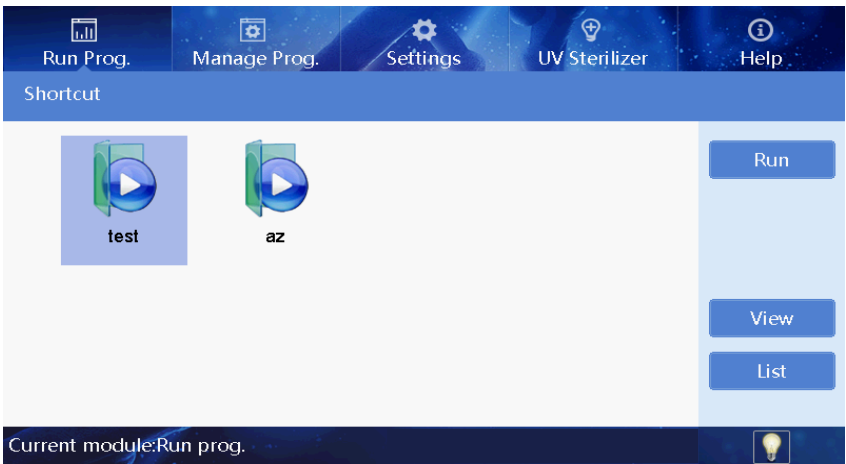 Run Prog. Manage Prog. Settings UV Sterilizer Help
Shortcut
Run
test az
View
List
Current module:Run prog.